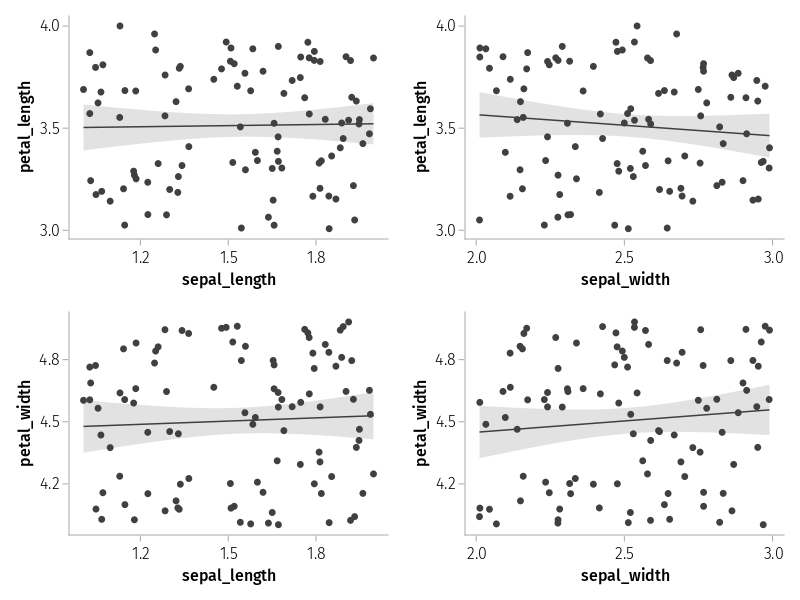 4.0 4.0
petal_length 3.5 petal_length 3.5
3.0 3.0
1.2 1.5 1.8 2.0 2.5 3.0
sepal_length sepal_width
4.8 4.8
petal_width 4.5 petal_width 4.5
4.2 4.2
1.2 1.5 1.8 2.0 2.5 3.0
sepal_length sepal_width